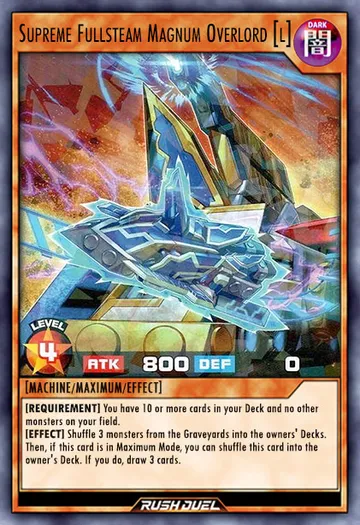 Supreme Fullsteam Magnum Overlord [L]
DARK
闇
LEVEL
4
ATK 800 DEF 0
[MACHINE/MAXIMUM/EFFECT]
[REQUIREMENT] You have 10 or more cards in your Deck and no other
monsters on your field.
[EFFECT] Shuffle 3 monsters from the Graveyards into the owners' Decks.
Then, if this card is in Maximum Mode, you can shuffle this card into the
owner's Deck. If you do, draw 3 cards.
RUSH DUEL